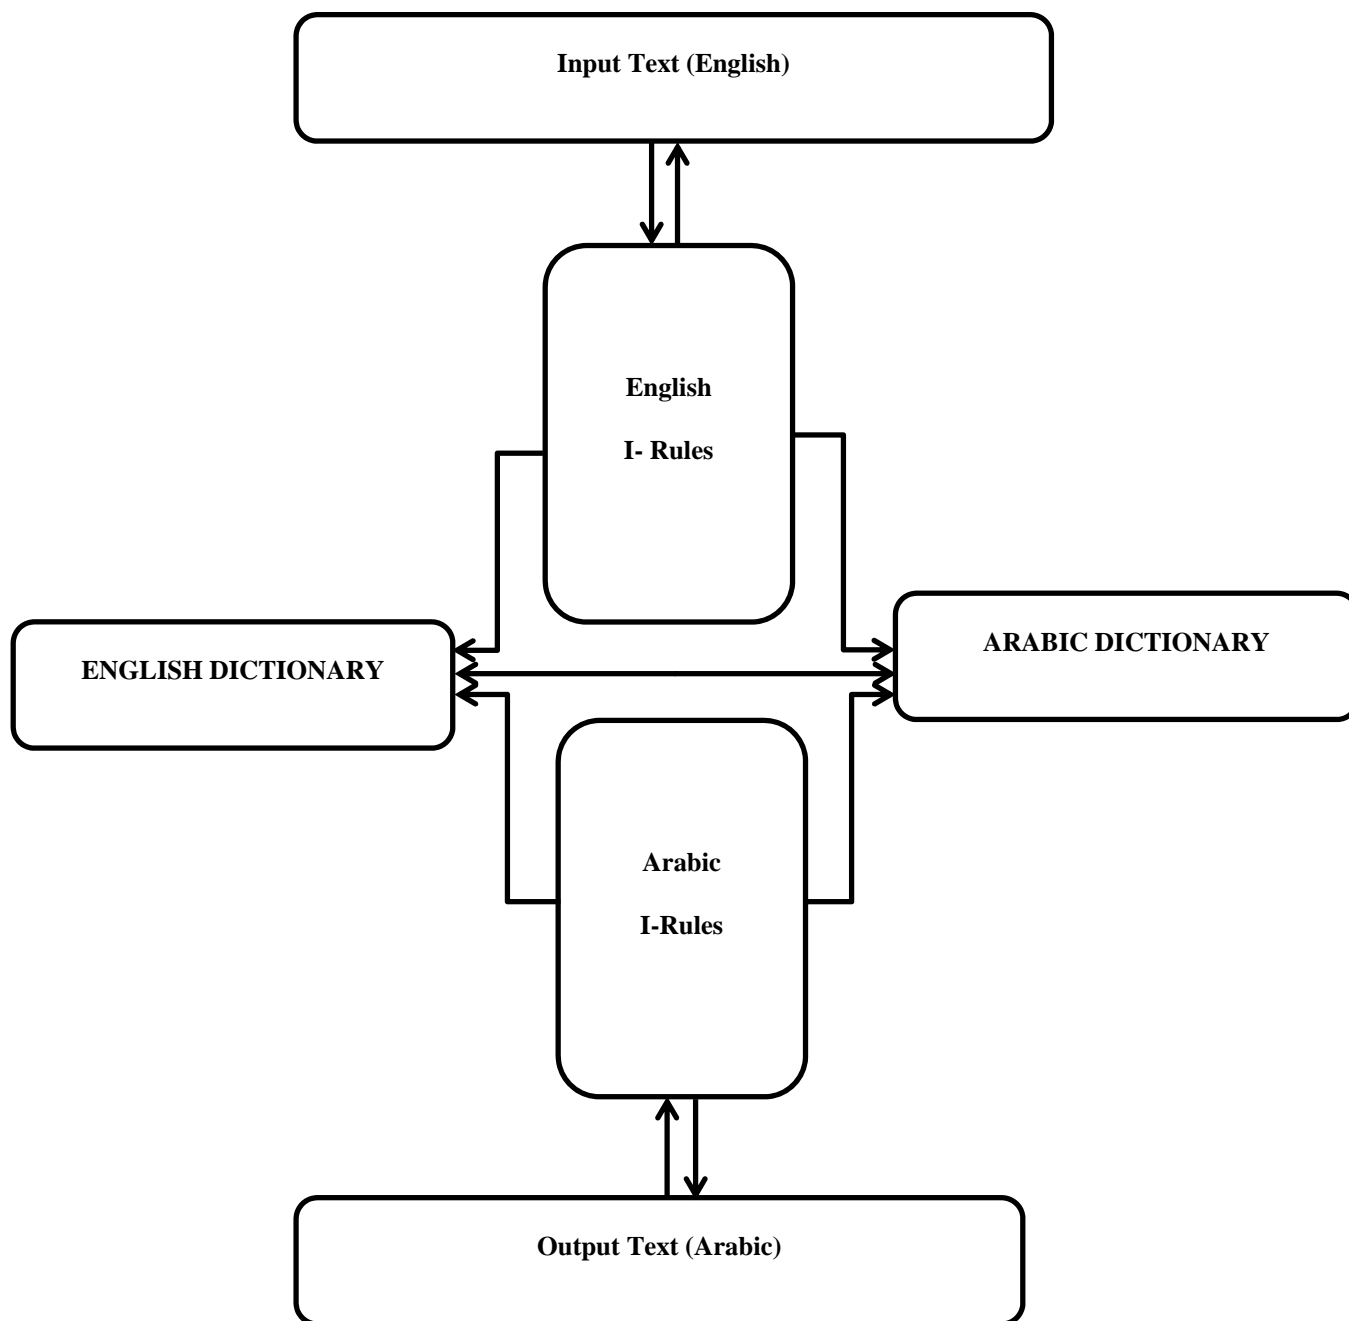 Input Text (English)
English
I- Rules
ENGLISH DICTIONARY
ARABIC DICTIONARY
Arabic
I-Rules
Output Text (Arabic)